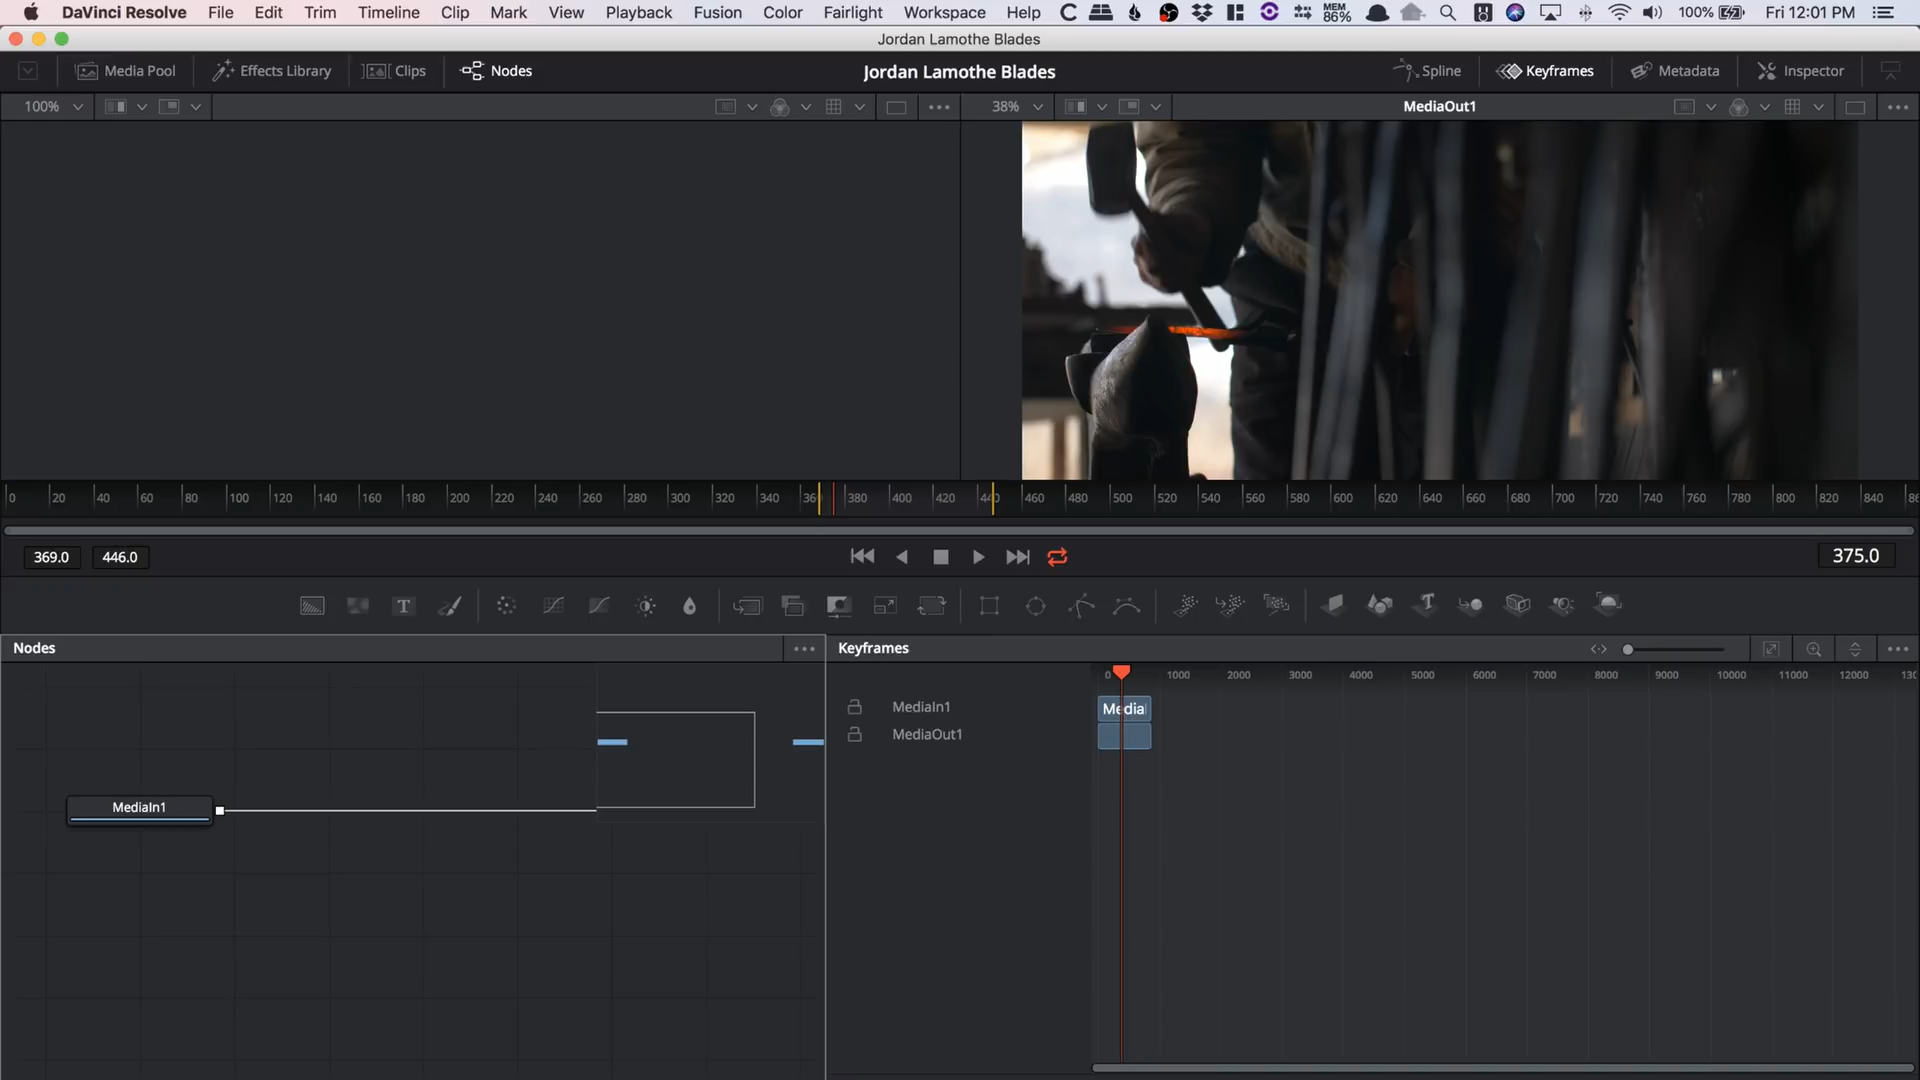 DaVinci Resolve File Edit Trim Timeline Clip Mark View Playback Fusion Color Fairlight Workspace Help MEM 86% 100% Fri 12:01 PM
Jordan Lamothe Blades
Media Pool Effects Library Clips Nodes Jordan Lamothe Blades Spline Keyframes Metadata Inspector
100% 38% MediaOut1
0 20 40 60 80 100 120 140 160 180 200 220 240 260 280 300 320 340 360 380 400 420 440 460 480 500 520 540 560 580 600 620 640 660 680 700 720 740 760 780 800 820 840
369.0 446.0 375.0
Nodes Keyframes
0 1000 2000 3000 4000 5000 6000 7000 8000 9000 10000 11000 12000
MediaIn1 Media
MediaOut1
MediaIn1